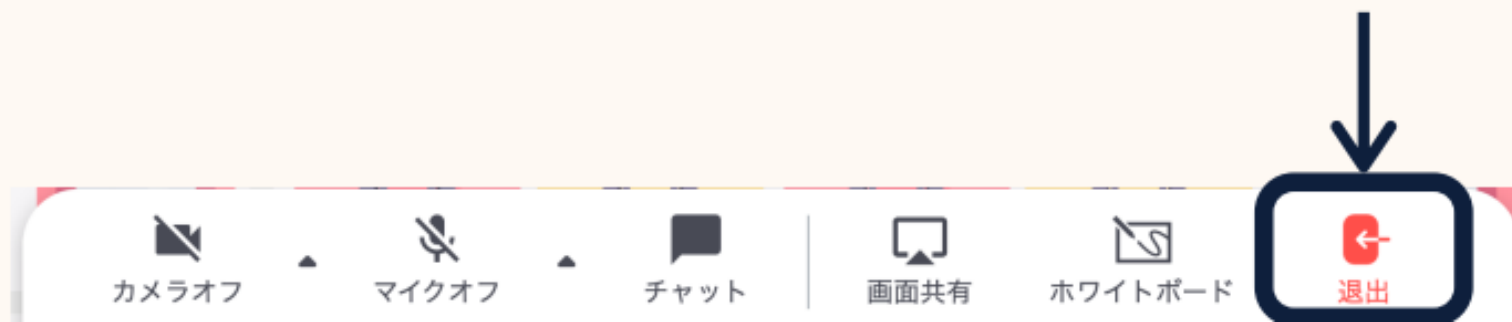 カメラオフ
マイクオフ
チャット
画面共有
ホワイトボード
退出